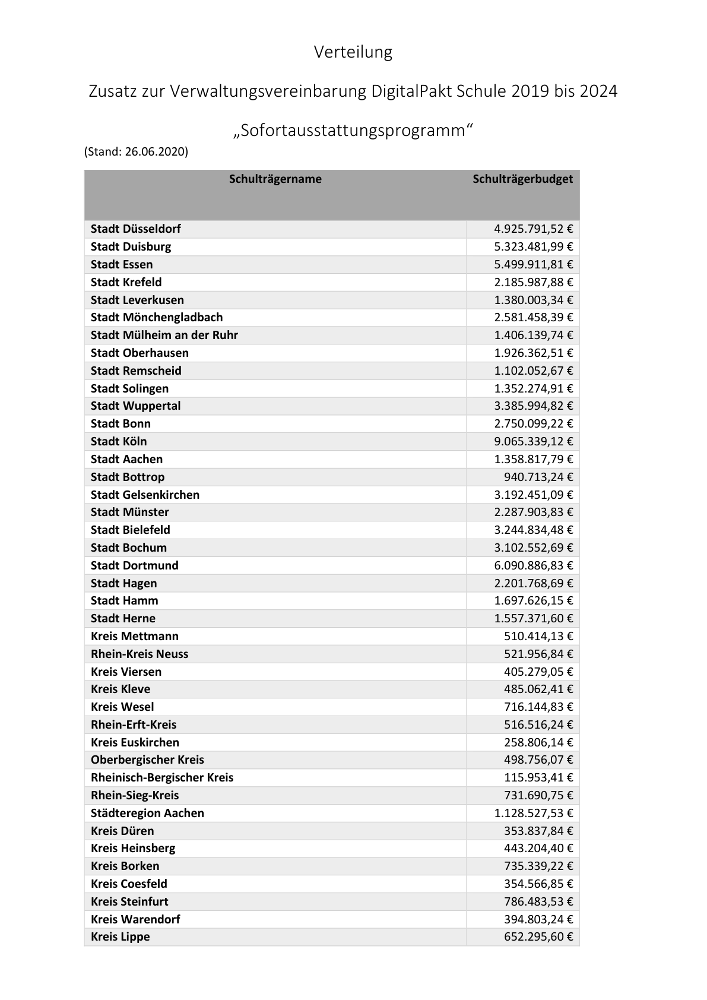 Verteilung
Zusatz zur Verwaltungsvereinbarung DigitalPakt Schule 2019 bis 2024
„Sofortausstattungsprogramm“
(Stand: 26.06.2020)
Schulträgername Schulträgerbudget
Stadt Düsseldorf 4.925.791,52 €
Stadt Duisburg 5.323.481,99 €
Stadt Essen 5.499.911,81 €
Stadt Krefeld 2.185.987,88 €
Stadt Leverkusen 1.380.003,34 €
Stadt Mönchengladbach 2.581.458,39 €
Stadt Mülheim an der Ruhr 1.406.139,74 €
Stadt Oberhausen 1.926.362,51 €
Stadt Remscheid 1.102.052,67 €
Stadt Solingen 1.352.274,91 €
Stadt Wuppertal 3.385.994,82 €
Stadt Bonn 2.750.099,22 €
Stadt Köln 9.065.339,12 €
Stadt Aachen 1.358.817,79 €
Stadt Bottrop 940.713,24 €
Stadt Gelsenkirchen 3.192.451,09 €
Stadt Münster 2.287.903,83 €
Stadt Bielefeld 3.244.834,48 €
Stadt Bochum 3.102.552,69 €
Stadt Dortmund 6.090.886,83 €
Stadt Hagen 2.201.768,69 €
Stadt Hamm 1.697.626,15 €
Stadt Herne 1.557.371,60 €
Kreis Mettmann 510.414,13 €
Rhein-Kreis Neuss 521.956,84 €
Kreis Viersen 405.279,05 €
Kreis Kleve 485.062,41 €
Kreis Wesel 716.144,83 €
Rhein-Erft-Kreis 516.516,24 €
Kreis Euskirchen 258.806,14 €
Oberbergischer Kreis 498.756,07 €
Rheinisch-Bergischer Kreis 115.953,41 €
Rhein-Sieg-Kreis 731.690,75 €
Städteregion Aachen 1.128.527,53 €
Kreis Düren 353.837,84 €
Kreis Heinsberg 443.204,40 €
Kreis Borken 735.339,22 €
Kreis Coesfeld 354.566,85 €
Kreis Steinfurt 786.483,53 €
Kreis Warendorf 394.803,24 €
Kreis Lippe 652.295,60 €